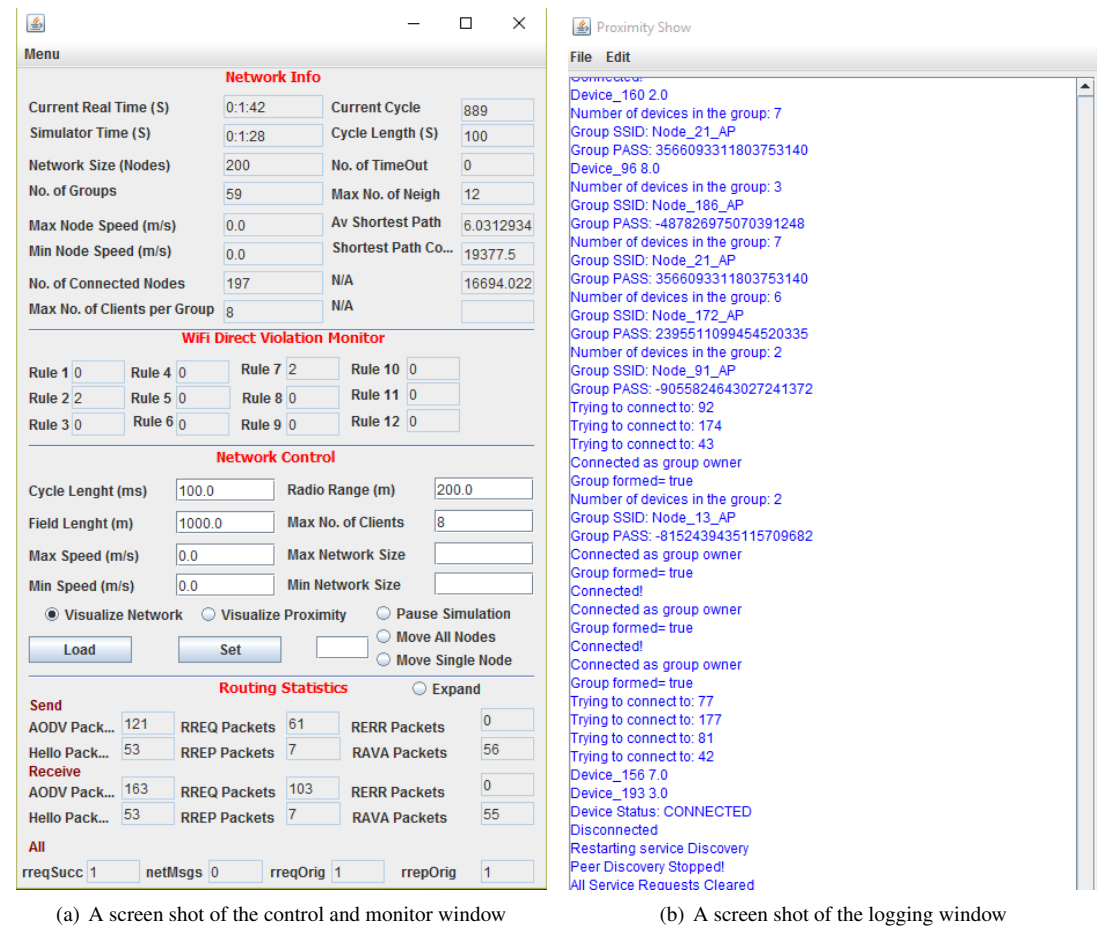 Menu
Network Info
Current Real Time (S) 0:1:42 Current Cycle 889
Simulator Time (S) 0:1:28 Cycle Length (S) 100
Network Size (Nodes) 200 No. of TimeOut 0
No. of Groups 59 Max No. of Neigh 12
Max Node Speed (m/s) 0.0 Av Shortest Path 6.0312934
Min Node Speed (m/s) 0.0 Shortest Path Co... 19377.5
No. of Connected Nodes 197 N/A 16694.022
Max No. of Clients per Group 8 N/A
WiFi Direct Violation Monitor
Rule 1 0 Rule 4 0 Rule 7 2 Rule 10 0
Rule 2 2 Rule 5 0 Rule 8 0 Rule 11 0
Rule 3 0 Rule 6 0 Rule 9 0 Rule 12 0
Network Control
Cycle Lenght (ms) 100.0 Radio Range (m) 200.0
Field Lenght (m) 1000.0 Max No. of Clients 8
Max Speed (m/s) 0.0 Max Network Size
Min Speed (m/s) 0.0 Min Network Size
Visualize Network Visualize Proximity Pause Simulation
Move All Nodes
Load Set
Move Single Node
Routing Statistics Expand
Send
AODV Pack... 121 RREQ Packets 61 RERR Packets 0
Hello Pack... 53 RREP Packets 7 RAVA Packets 56
Receive
AODV Pack... 163 RREQ Packets 103 RERR Packets 0
Hello Pack... 53 RREP Packets 7 RAVA Packets 55
All
rreqSucc 1 netMsgs 0 rreqOrig 1 rrepOrig 1
(a) A screen shot of the control and monitor window
Proximity Show
File Edit
Connected!
Device_160 2.0
Number of devices in the group: 7
Group SSID: Node_21_AP
Group PASS: 3566093311803753140
Device_96 8.0
Number of devices in the group: 3
Group SSID: Node_186_AP
Group PASS: -487826975070391248
Number of devices in the group: 7
Group SSID: Node_21_AP
Group PASS: 3566093311803753140
Number of devices in the group: 6
Group SSID: Node_172_AP
Group PASS: 2395511099454520335
Number of devices in the group: 2
Group SSID: Node_91_AP
Group PASS: -9055824643027241372
Trying to connect to: 92
Trying to connect to: 174
Trying to connect to: 43
Connected as group owner
Group formed= true
Number of devices in the group: 2
Group SSID: Node_13_AP
Group PASS: -8152439435115709682
Connected as group owner
Group formed= true
Connected!
Connected as group owner
Group formed= true
Connected!
Connected as group owner
Group formed= true
Trying to connect to: 77
Trying to connect to: 177
Trying to connect to: 81
Trying to connect to: 42
Device_156 7.0
Device_193 3.0
Device Status: CONNECTED
Disconnected
Restarting service Discovery
Peer Discovery Stopped!
All Service Requests Cleared
(b) A screen shot of the logging window